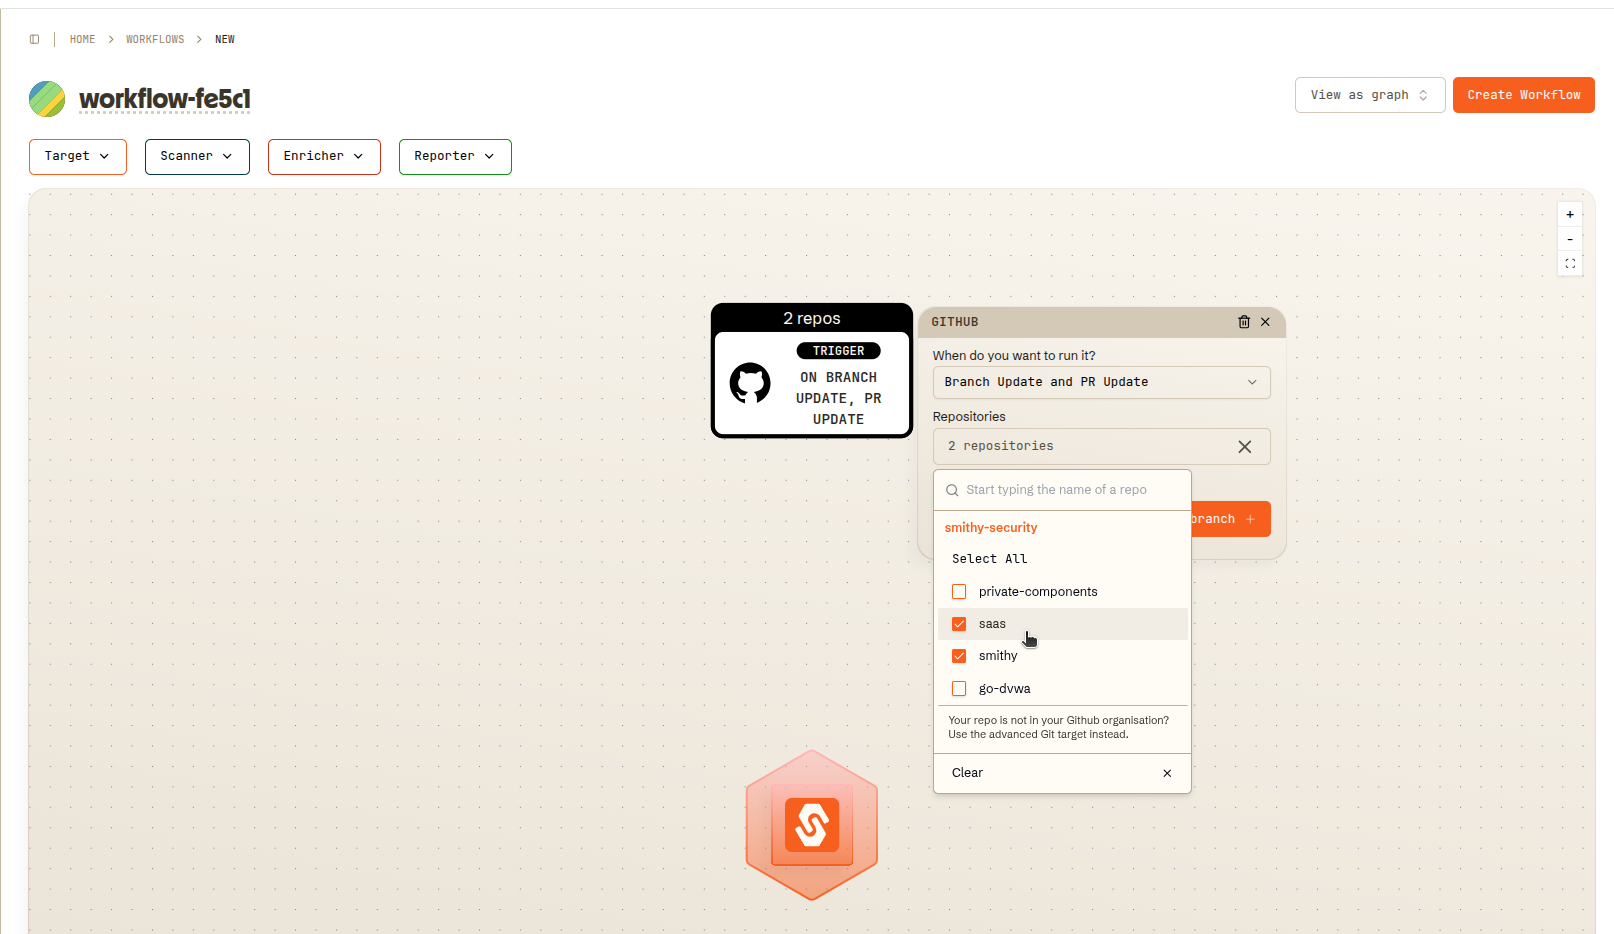 HOME > WORKFLOWS > NEW
workflow-fe5c1
View as graph
Create Workflow
Target
Scanner
Enricher
Reporter
+
-
2 repos
TRIGGER
ON BRANCH
UPDATE, PR
UPDATE
GITHUB
When do you want to run it?
Branch Update and PR Update
Repositories
2 repositories
branch +
Start typing the name of a repo
smithy-security
Select All
private-components
saas
smithy
go-dvwa
Your repo is not in your Github organisation?
Use the advanced Git target instead.
Clear